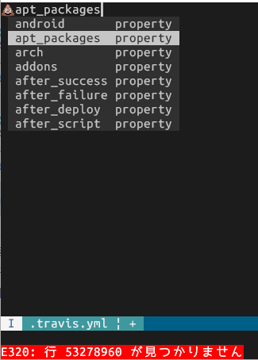 💩apt_packages
android property
apt_packages property
arch property
addons property
after_success property
after_failure property
after_deploy property
after_script property
I .travis.yml ¦ +
E320: 行 53278960 が見つかりません